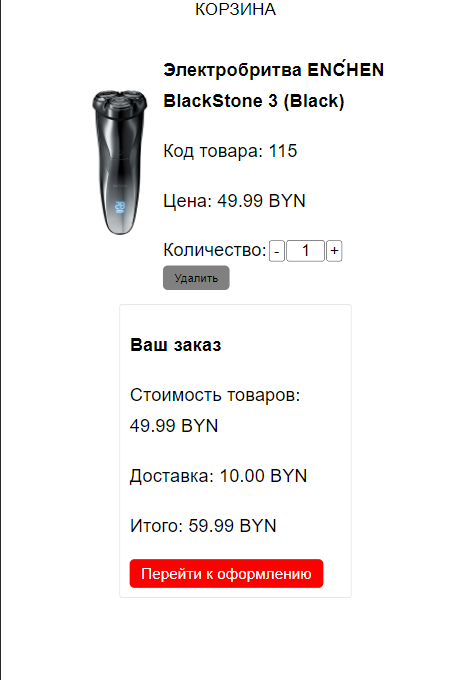 КОРЗИНА
Электробритва ENĆHEN
BlackStone 3 (Black)
Код товара: 115
Цена: 49.99 BYN
Количество: - 1 +
Удалить
Ваш заказ
Стоимость товаров:
49.99 BYN
Доставка: 10.00 BYN
Итого: 59.99 BYN
Перейти к оформлению